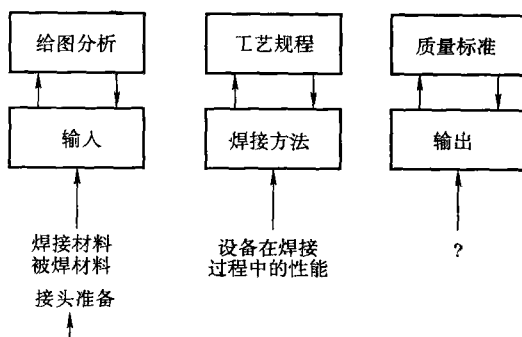 给图分析
工艺规程
质量标准
输入
焊接方法
输出
焊接材料
被焊材料
接头准备
设备在焊接
过程中的性能
?